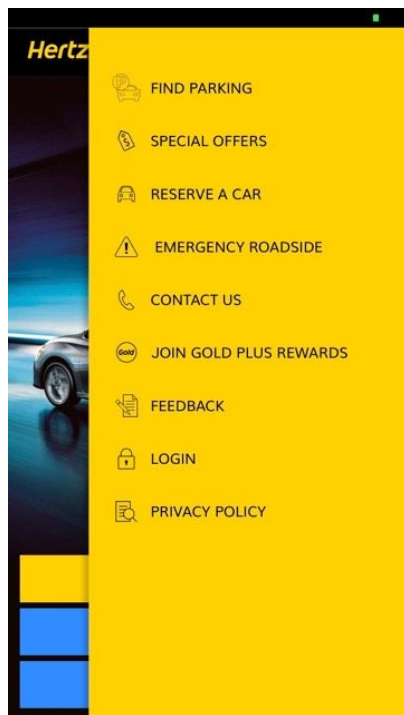 Hertz
FIND PARKING
SPECIAL OFFERS
RESERVE A CAR
EMERGENCY ROADSIDE
CONTACT US
Gold
JOIN GOLD PLUS REWARDS
FEEDBACK
LOGIN
PRIVACY POLICY